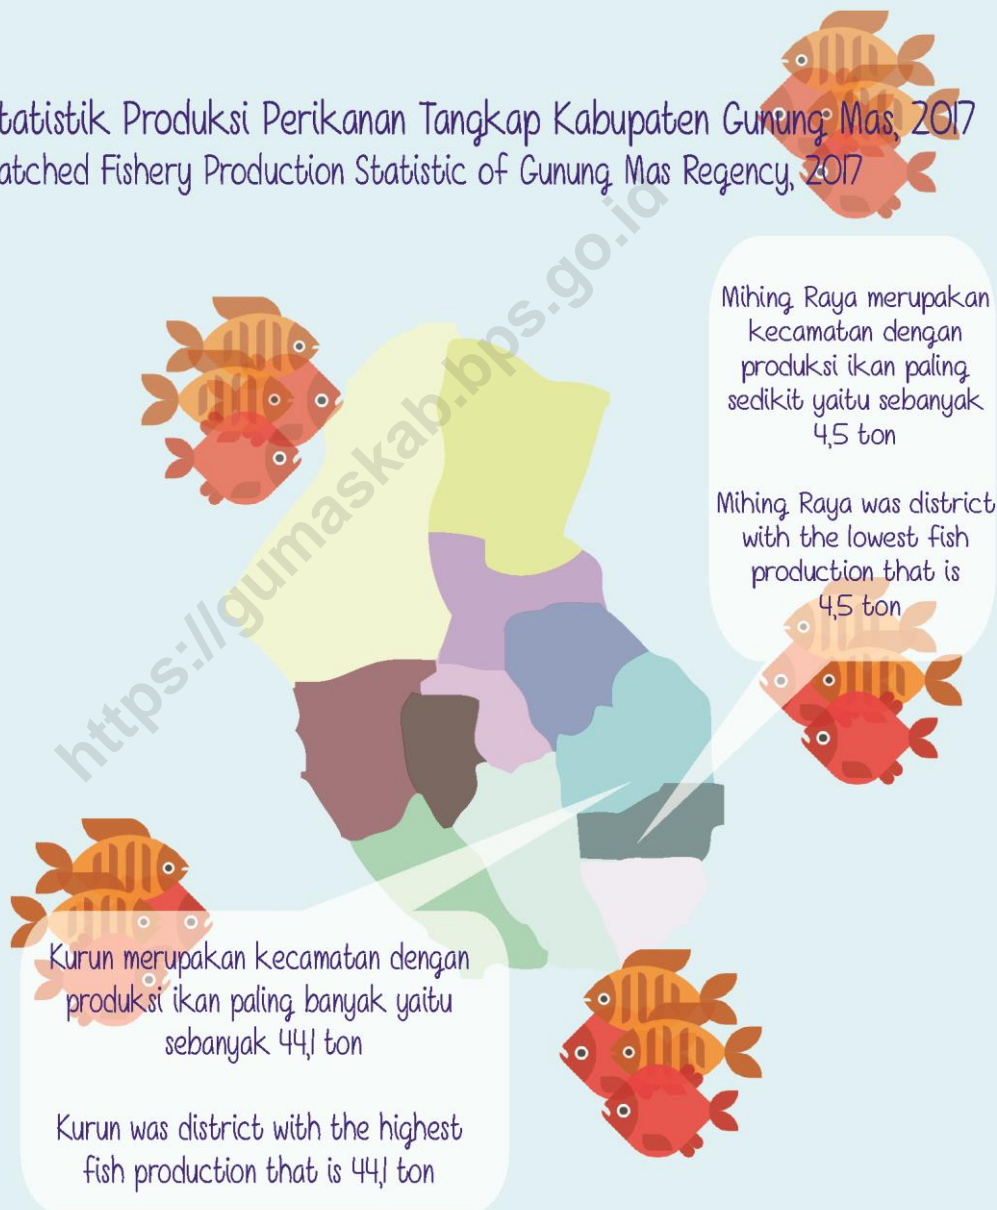 tatistik Produksi Perikanan Tangkap Kabupaten Gunung Mas, 2017
atched Fishery Production Statistic of Gunung Mas Regency, 2017
Mihing Raya merupakan
kecamatan dengan
produksi ikan paling
sedikit yaitu sebanyak
4,5 ton
Mihing Raya was district
with the lowest fish
production that is
4,5 ton
https://gumaskab.bps.go.id
Kurun merupakan kecamatan dengan
produksi ikan paling banyak yaitu
sebanyak 44,1 ton
Kurun was district with the highest
fish production that is 44,1 ton